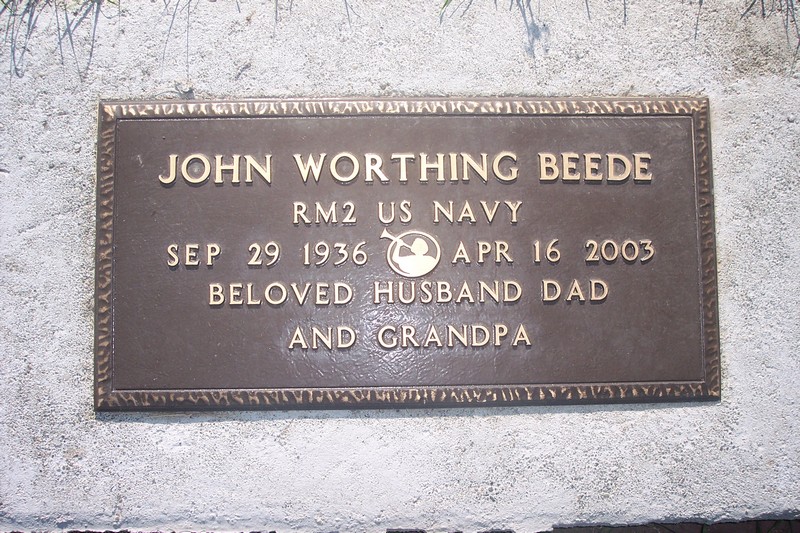 JOHN WORTHING BEEDE
RM2 US NAVY
SEP 29 1936 APR 16 2003
BELOVED HUSBAND DAD
AND GRANDPA